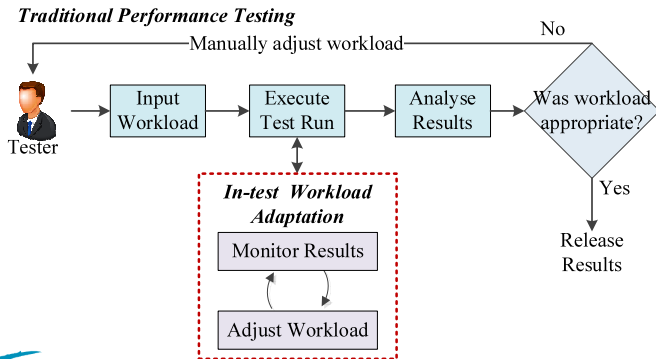 Traditional Performance Testing
No
Manually adjust workload
Tester
Input
Workload
Execute
Test Run
Analyse
Results
Was workload
appropriate?
Yes
Release
Results
In-test Workload
Adaptation
Monitor Results
Adjust Workload